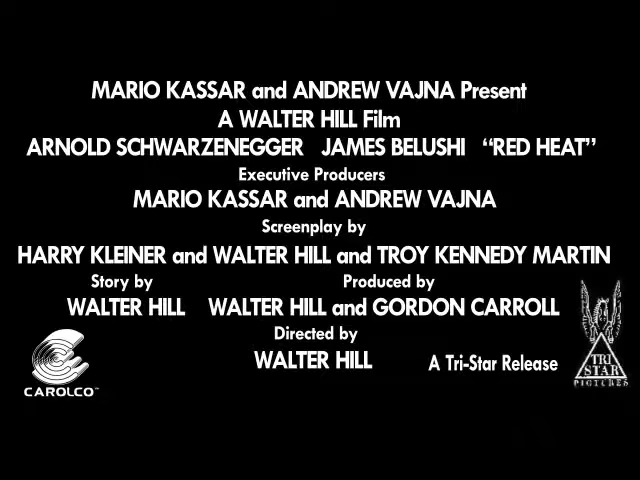 MARIO KASSAR and ANDREW VAJNA Present
A WALTER HILL Film
ARNOLD SCHWARZENEGGER JAMES BELUSHI “RED HEAT”
Executive Producers
MARIO KASSAR and ANDREW VAJNA
Screenplay by
HARRY KLEINER and WALTER HILL and TROY KENNEDY MARTIN
Story by Produced by
WALTER HILL WALTER HILL and GORDON CARROLL
Directed by
WALTER HILL A Tri-Star Release
CAROLCO™
TRI
STAR
PICTURES